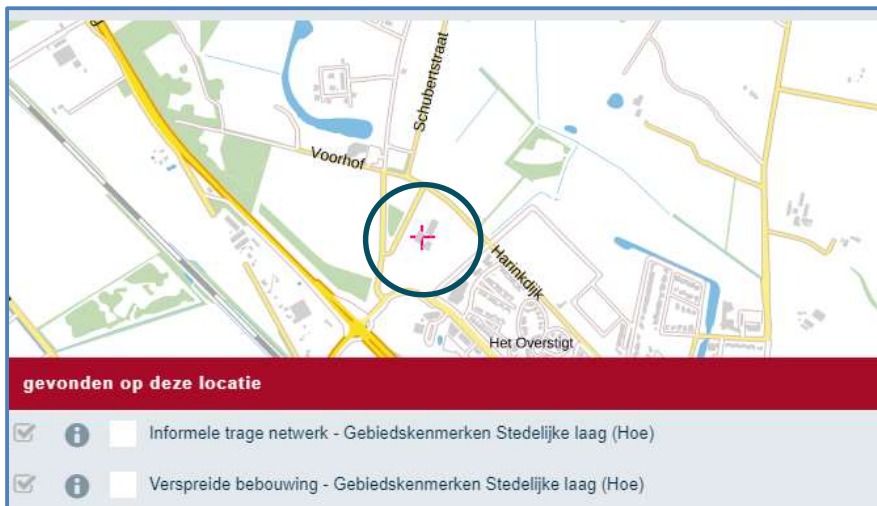 Schubertstraat
Voorhof
Harinkdijk
Het Overstigt
gevonden op deze locatie
Informele trage netwerk - Gebiedskenmerken Stedelijke laag (Hoe)
Verspreide bebouwing - Gebiedskenmerken Stedelijke laag (Hoe)